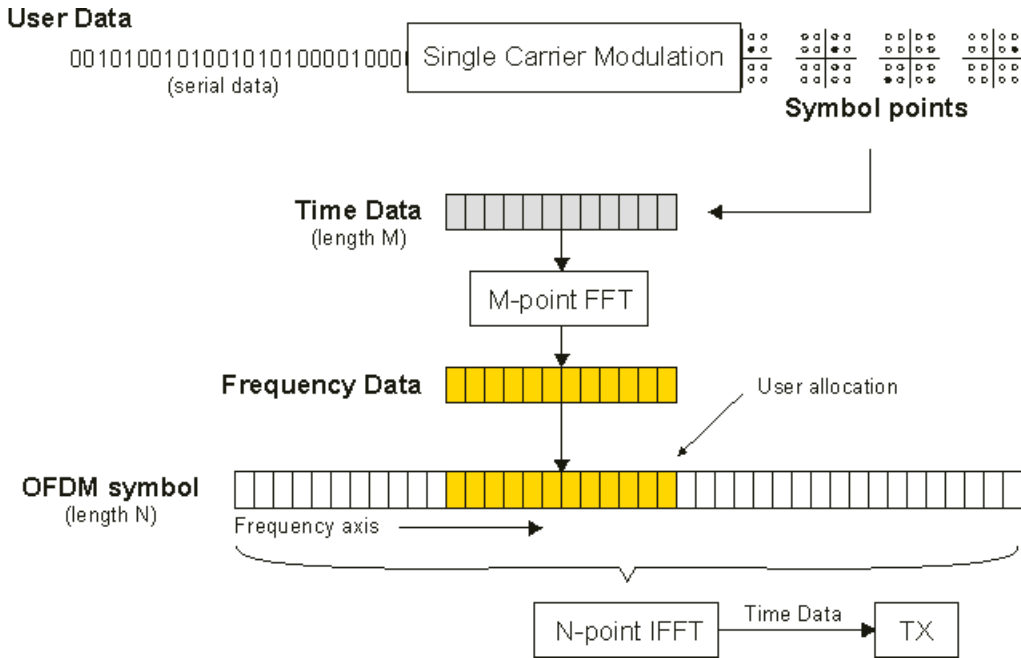 User Data
0010100101001010100001000
(serial data)
Single Carrier Modulation
Symbol points
Time Data
(length M)
M-point FFT
Frequency Data
User allocation
OFDM symbol
(length N)
Frequency axis
N-point IFFT
Time Data
TX